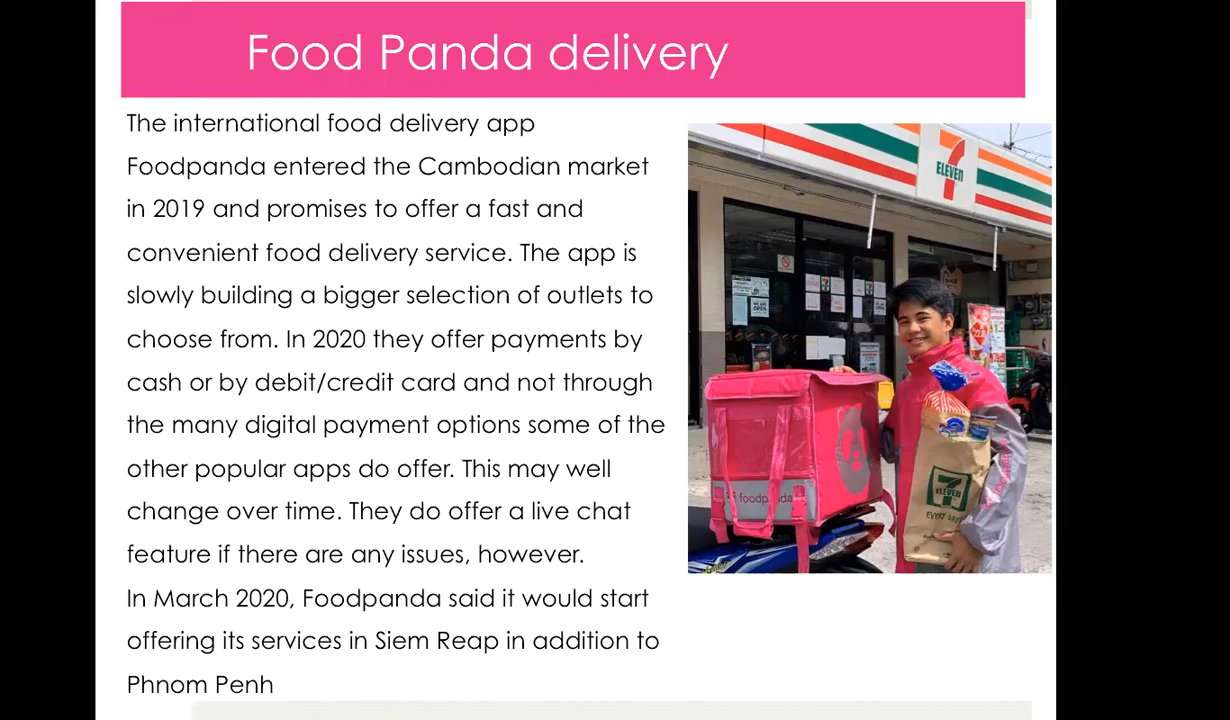 Food Panda delivery
The international food delivery app
Foodpanda entered the Cambodian market
in 2019 and promises to offer a fast and
convenient food delivery service. The app is
slowly building a bigger selection of outlets to
choose from. In 2020 they offer payments by
cash or by debit/credit card and not through
the many digital payment options some of the
other popular apps do offer. This may well
change over time. They do offer a live chat
feature if there are any issues, however.
In March 2020, Foodpanda said it would start
offering its services in Siem Reap in addition to
Phnom Penh
7 ELEVEN
OPEN
foodpanda
7 ELEVEN
EVERY DAY